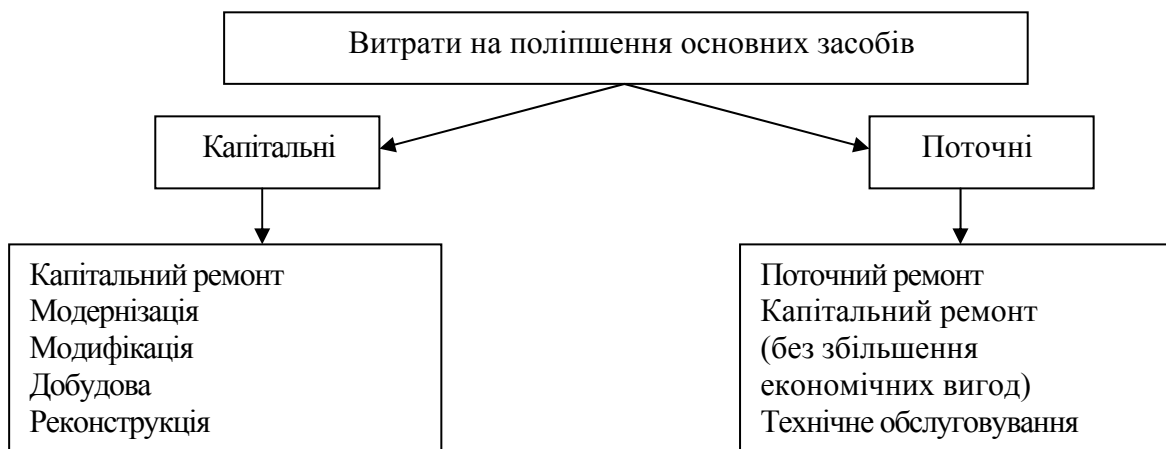 Витрати на поліпшення основних засобів
Капітальні
Поточні
Капітальний ремонт
Модернізація
Модифікація
Добудова
Реконструкція
Поточний ремонт
Капітальний ремонт
(без збільшення
економічних вигод)
Технічне обслуговування